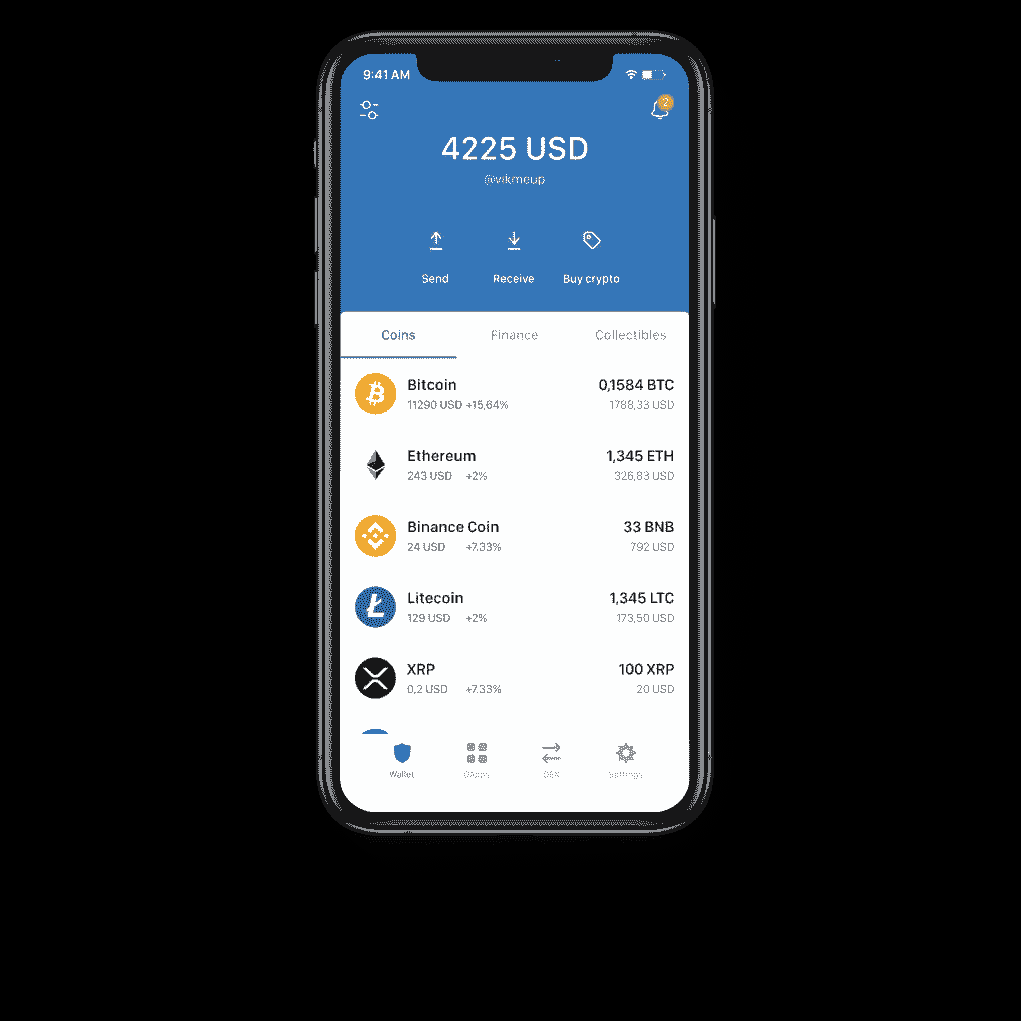 9:41 AM
2
4225 USD
@vikmeup
Send Receive Buy crypto
Coins Finance Collectibles
Bitcoin 0,1584 BTC
11290 USD +15,64% 1788,33 USD
Ethereum 1,345 ETH
243 USD +2% 326,83 USD
Binance Coin 33 BNB
24 USD +7.33% 792 USD
Litecoin 1,345 LTC
129 USD +2% 173,50 USD
XRP 100 XRP
0,2 USD +7.33% 20 USD
Wallet DApps DEX Settings